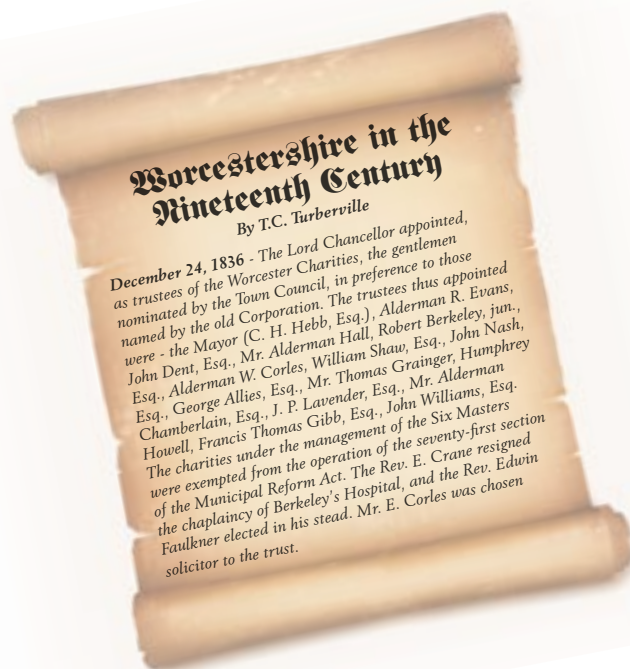 Worcestershire in the
Nineteenth Century
By T.C. Turberville
December 24, 1836 - The Lord Chancellor appointed,
as trustees of the Worcester Charities, the gentlemen
nominated by the Town Council, in preference to those
named by the old Corporation. The trustees thus appointed
were - the Mayor (C. H. Hebb, Esq.), Alderman R. Evans,
John Dent, Esq., Mr. Alderman Hall, Robert Berkeley, jun.,
Esq., Alderman W. Corles, William Shaw, Esq., John Nash,
Esq., George Allies, Esq., Mr. Thomas Grainger, Humphrey
Chamberlain, Esq., J. P. Lavender, Esq., Mr. Alderman
Howell, Francis Thomas Gibb, Esq., John Williams, Esq.
The charities under the management of the Six Masters
were exempted from the operation of the seventy-first section
of the Municipal Reform Act. The Rev. E. Crane resigned
the chaplaincy of Berkeley's Hospital, and the Rev. Edwin
Faulkner elected in his stead. Mr. E. Corles was chosen
solicitor to the trust.